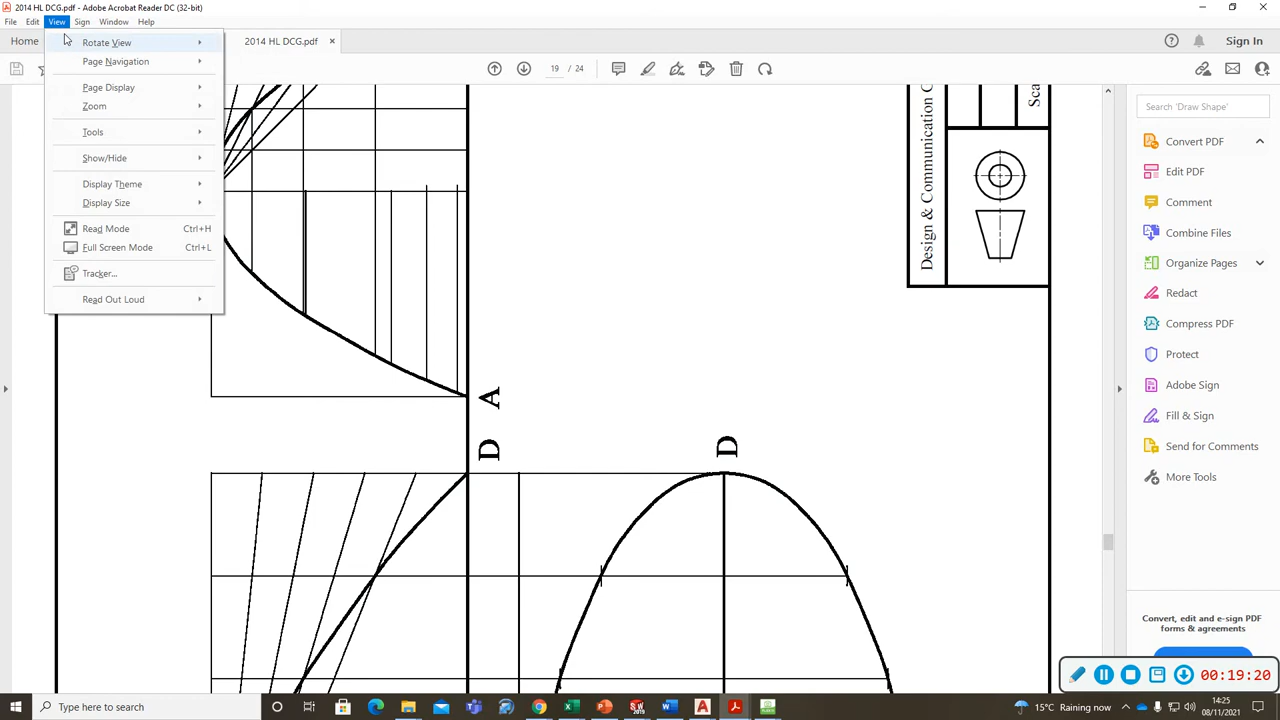 2014 HL DCG.pdf - Adobe Acrobat Reader DC (32-bit)
File Edit View Sign Window Help
Home
2014 HL DCG.pdf ×
Sign In
19 / 24
Rotate View
Page Navigation
Page Display
Zoom
Tools
Show/Hide
Display Theme
Display Size
Read Mode Ctrl+H
Full Screen Mode Ctrl+L
Tracker...
Read Out Loud
A
D
D
Design & Communication
Search 'Draw Shape'
Convert PDF
Edit PDF
Comment
Combine Files
Organize Pages
Redact
Compress PDF
Protect
Adobe Sign
Fill & Sign
Send for Comments
More Tools
Convert, edit and e-sign PDF
forms & agreements
00:19:20
Type here to search
15°C Raining now
14:25
08/11/2021